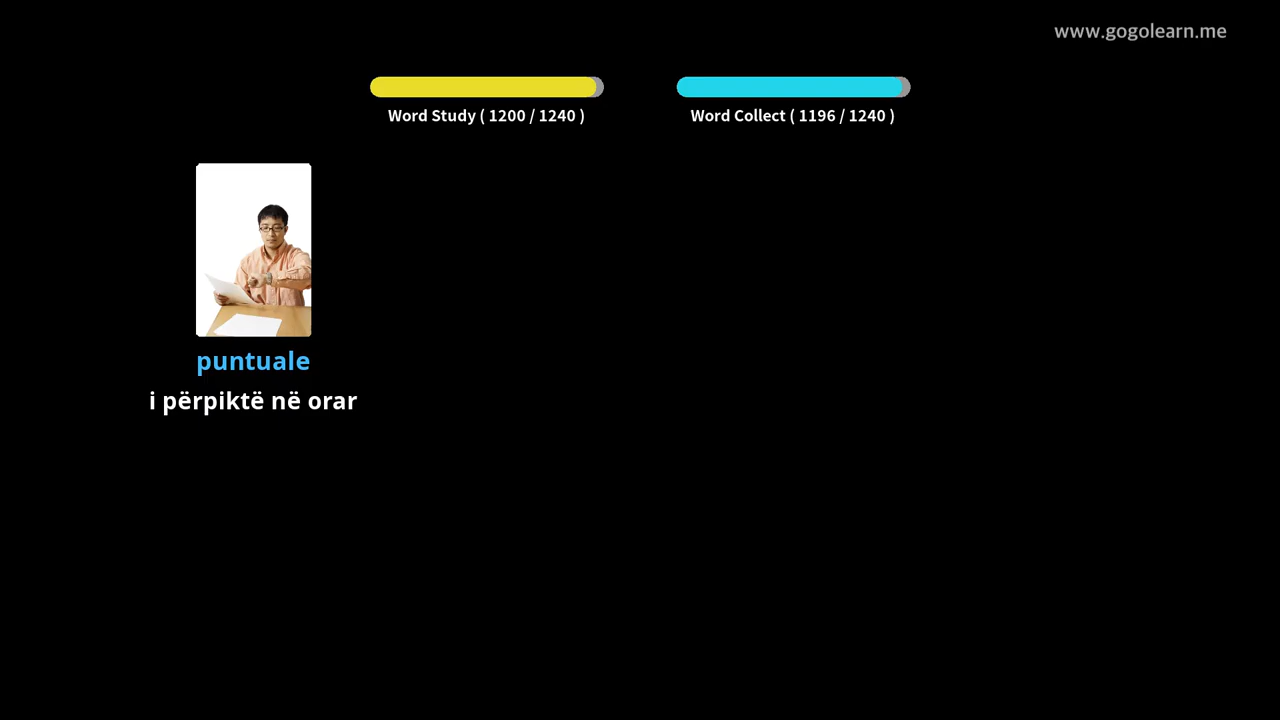 www.gogolearn.me
Word Study ( 1200 / 1240 )
Word Collect ( 1196 / 1240 )
puntuale
i përpiktë në orar